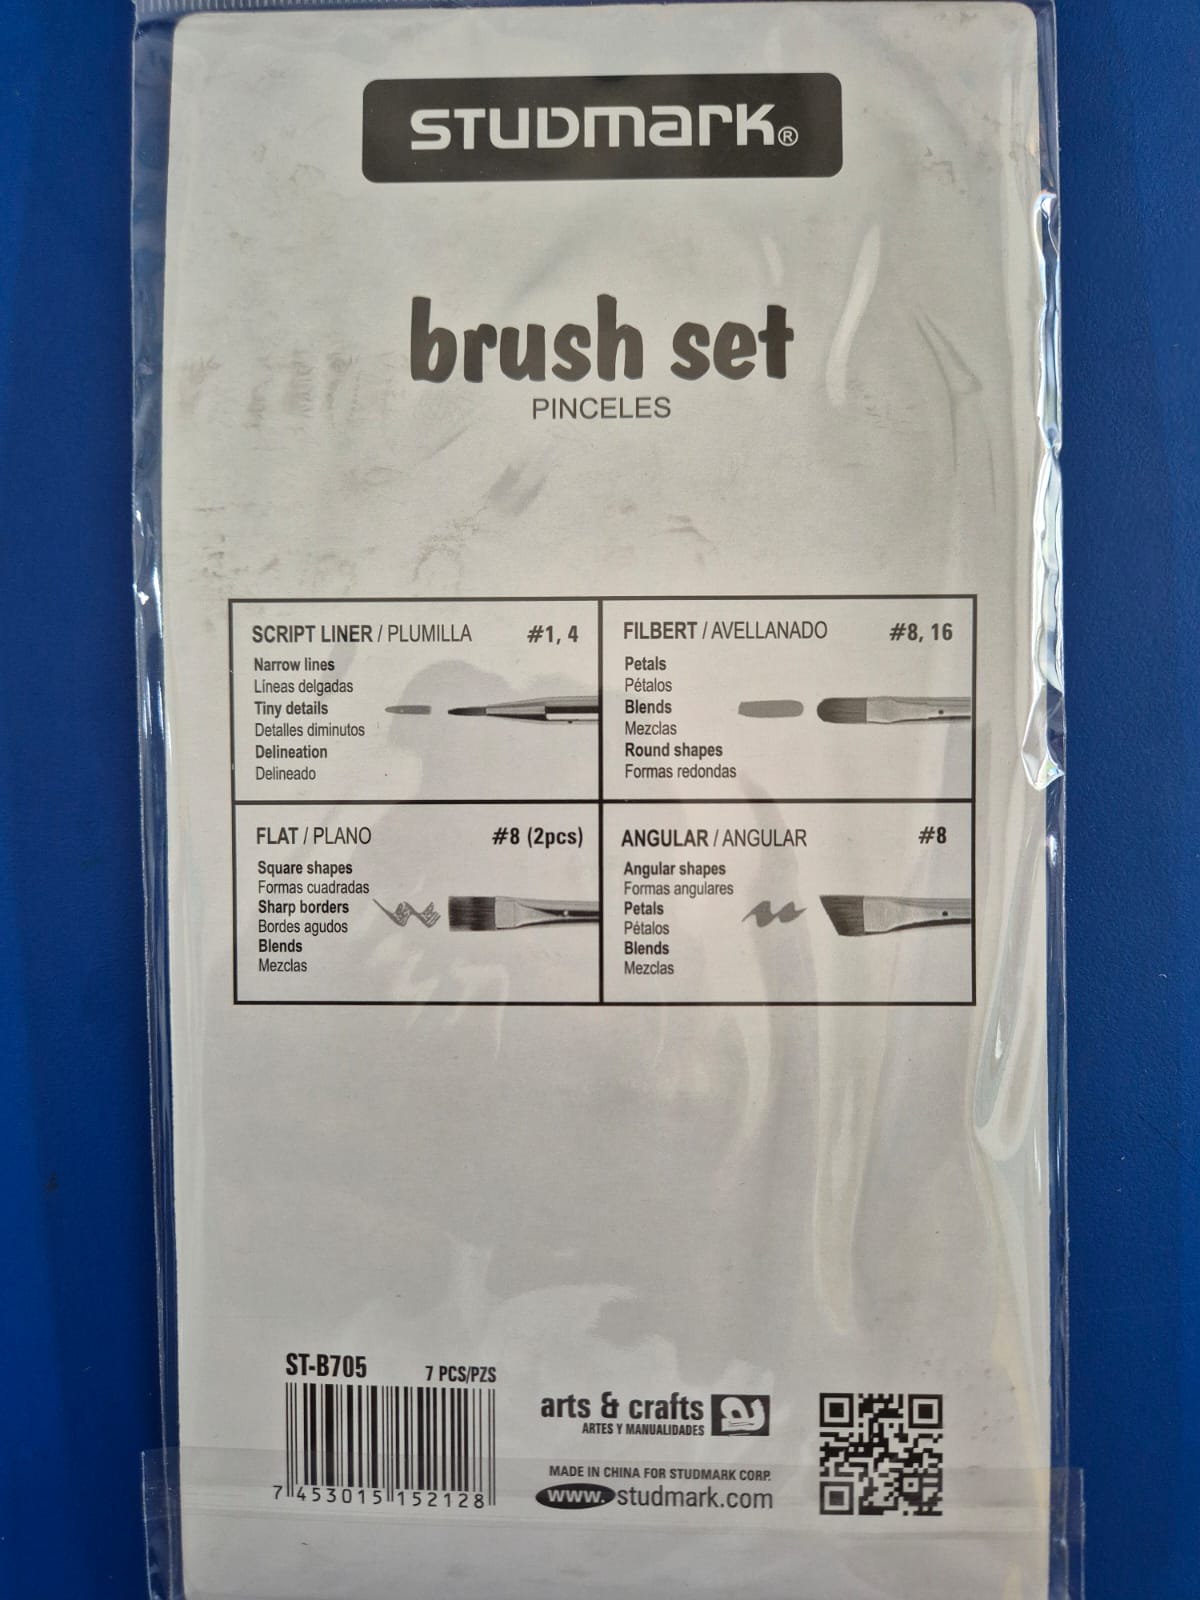 STUDMARK®
brush set
PINCELES
SCRIPT LINER / PLUMILLA #1, 4
Narrow lines
Líneas delgadas
Tiny details
Detalles diminutos
Delineation
Delineado
FILBERT / AVELLANADO #8, 16
Petals
Pétalos
Blends
Mezclas
Round shapes
Formas redondas
FLAT / PLANO #8 (2pcs)
Square shapes
Formas cuadradas
Sharp borders
Bordes agudos
Blends
Mezclas
ANGULAR / ANGULAR #8
Angular shapes
Formas angulares
Petals
Pétalos
Blends
Mezclas
ST-B705 7 PCS/PZS
7 453015 152128
arts & crafts
ARTES Y MANUALIDADES
MADE IN CHINA FOR STUDMARK CORP.
www.studmark.com